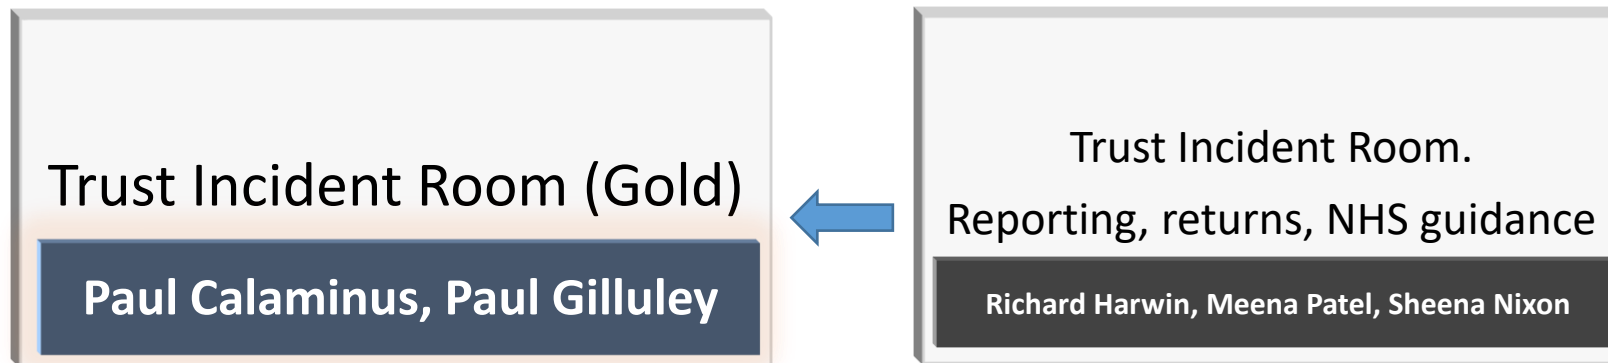 Trust Incident Room (Gold)
Paul Calaminus, Paul Gilluley
Trust Incident Room.
Reporting, returns, NHS guidance
Richard Harwin, Meena Patel, Sheena Nixon